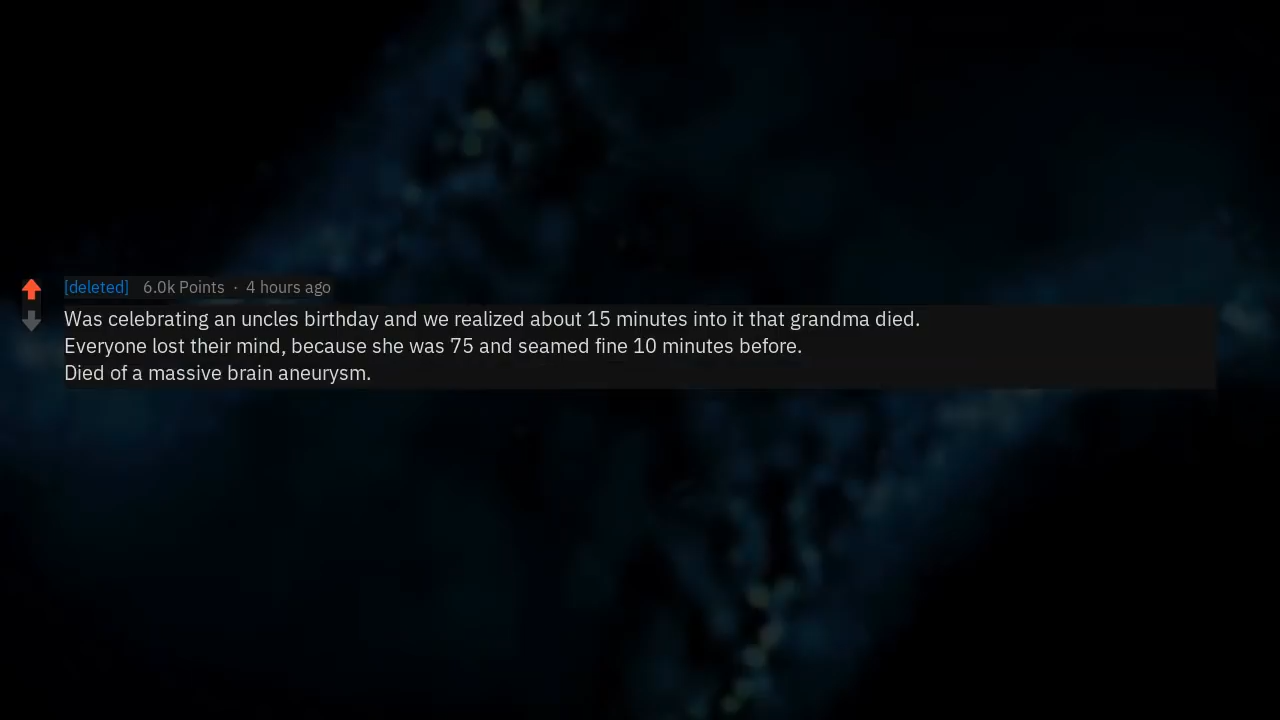 [deleted] 6.0k Points · 4 hours ago
Was celebrating an uncles birthday and we realized about 15 minutes into it that grandma died.
Everyone lost their mind, because she was 75 and seamed fine 10 minutes before.
Died of a massive brain aneurysm.